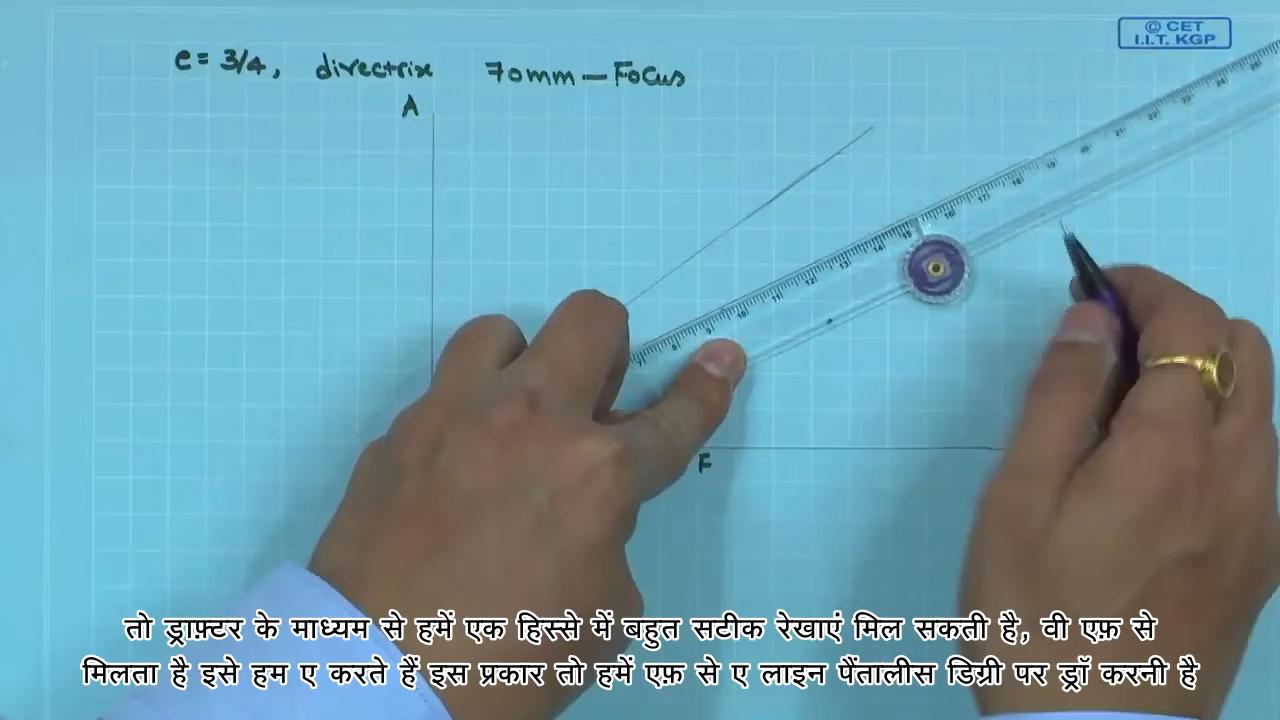 © CET
I.I.T. KGP
e = 3/4, directrix 70mm — Focus
A
F
तो ड्राफ़्टर के माध्यम से हमें एक हिस्से में बहुत सटीक रेखाएं मिल सकती है, वी एफ़ से
मिलता है इसे हम ए करते हैं इस प्रकार तो हमें एफ़ से ए लाइन पैंतालीस डिग्री पर ड्रॉ करनी है